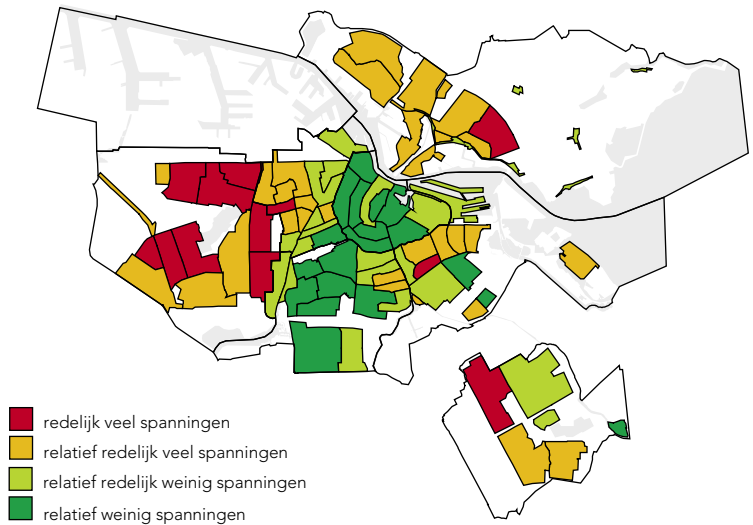 redelijk veel spanningen
relatief redelijk veel spanningen
relatief redelijk weinig spanningen
relatief weinig spanningen